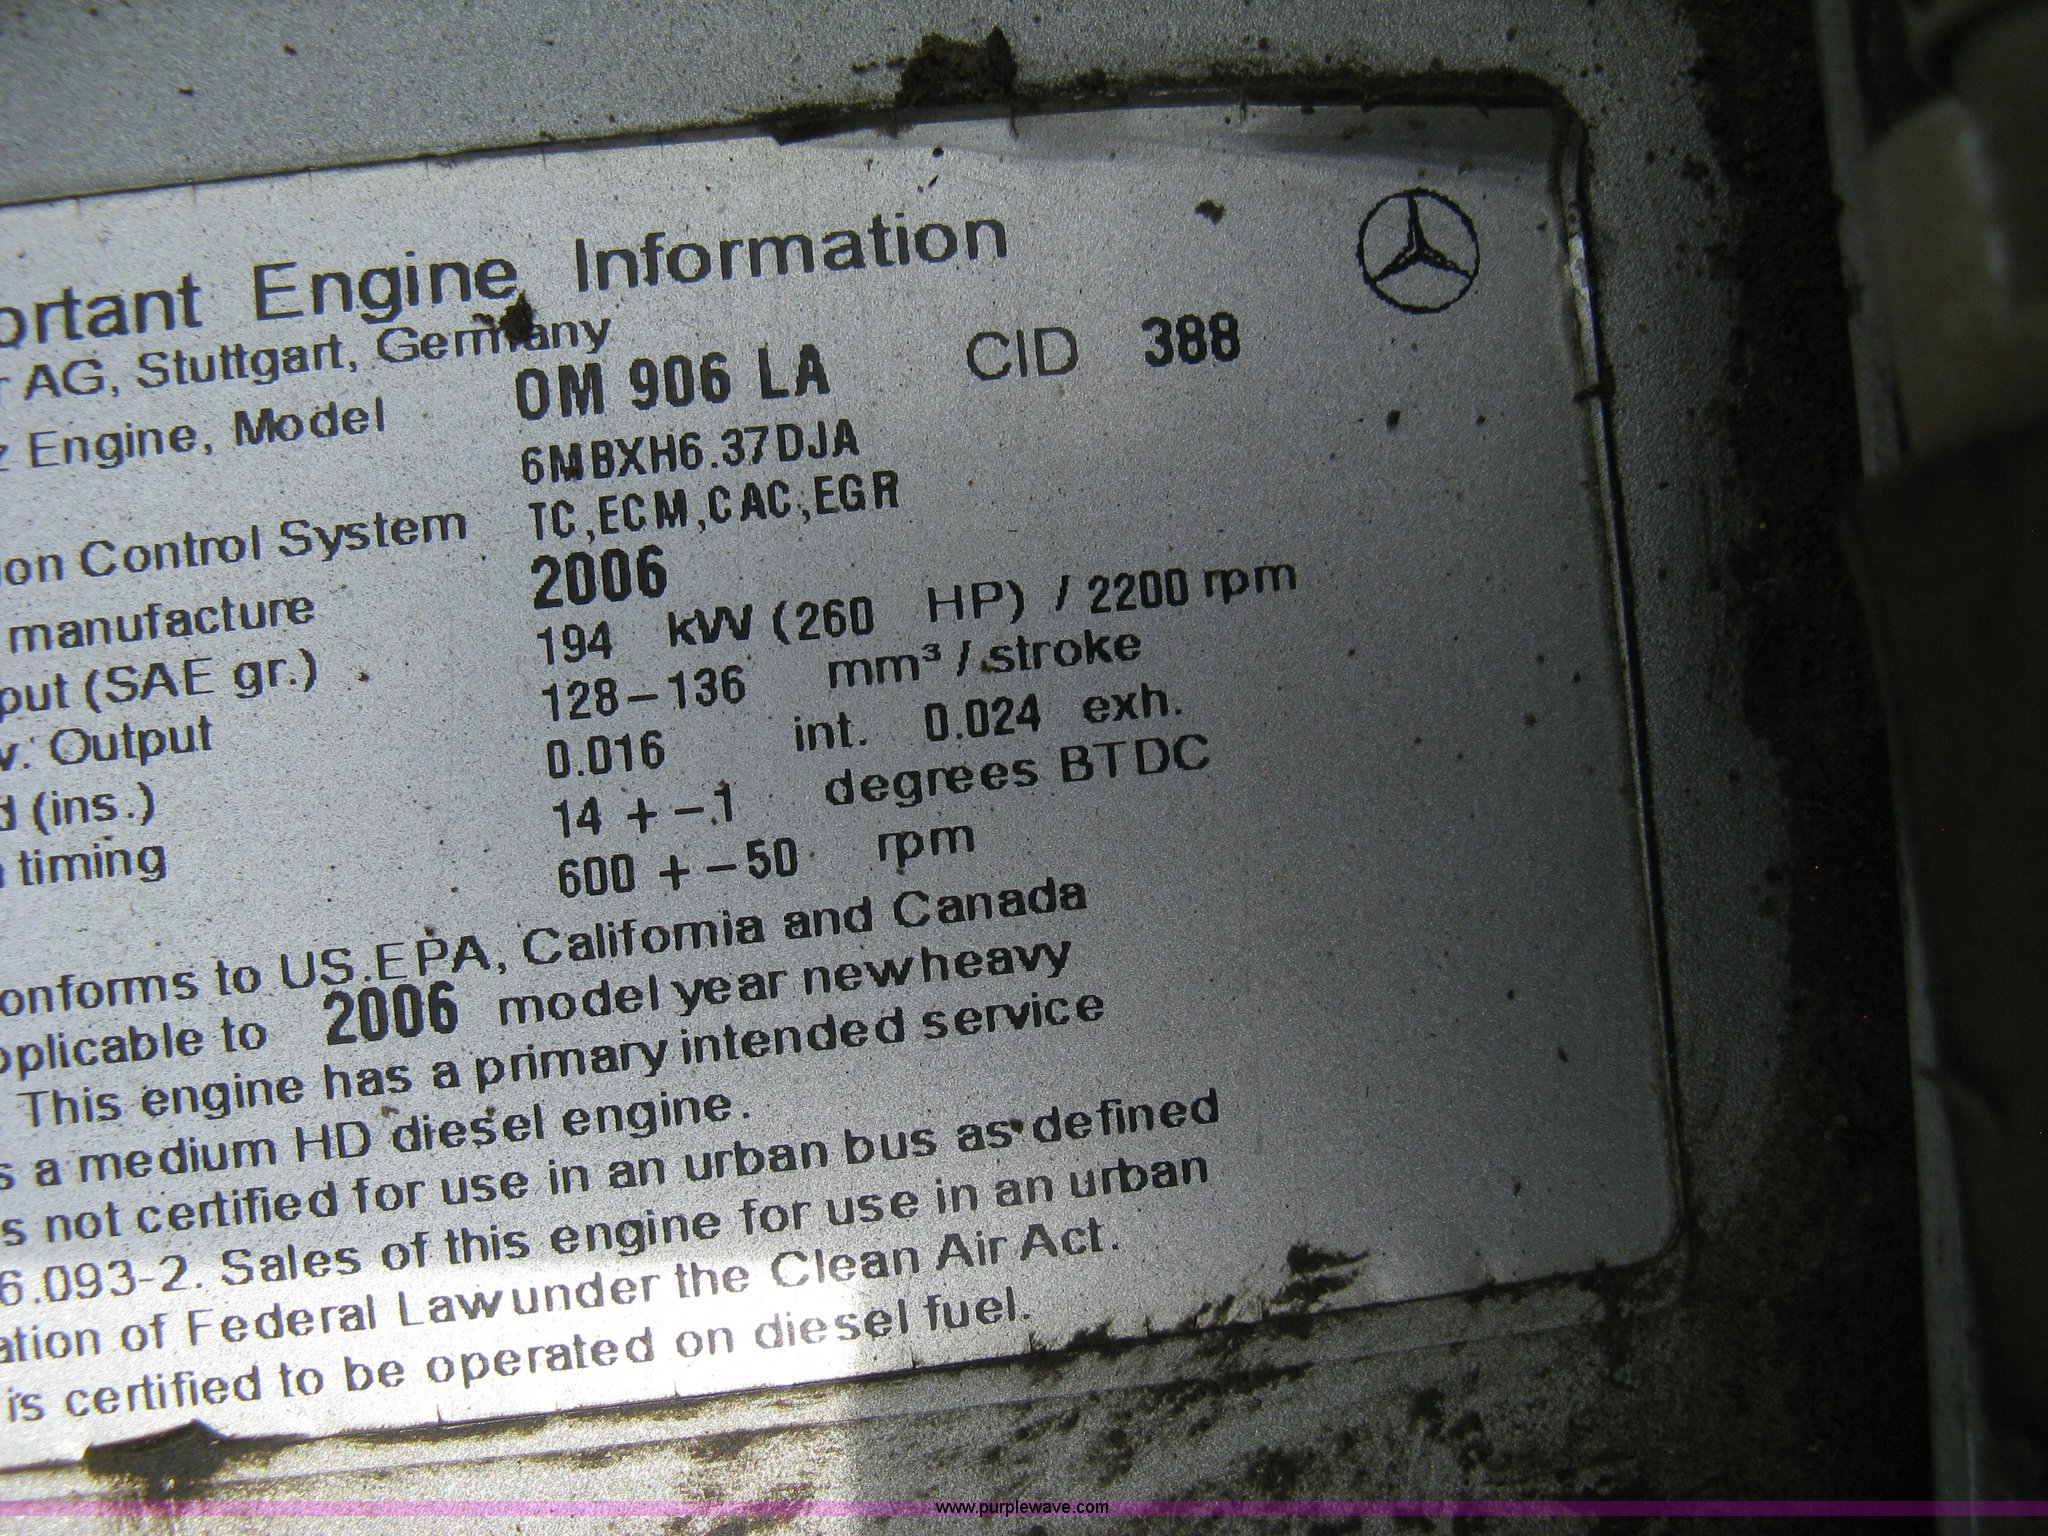 ortant Engine Information
r AG, Stuttgart, Germany
z Engine, Model OM 906 LA CID 388
6MBXH6.37DJA
ion Control System TC,ECM,CAC,EGR
manufacture 2006
put (SAE gr.) 194 kW (260 HP) / 2200 rpm
v. Output 128-136 mm³ / stroke
d (ins.) 0.016 int. 0.024 exh.
timing 14 + -1 degrees BTDC
600 + -50 rpm
onforms to US.EPA, California and Canada
pplicable to 2006 model year new heavy
This engine has a primary intended service
s a medium HD diesel engine.
s not certified for use in an urban bus as defined
6.093-2. Sales of this engine for use in an urban
ation of Federal Law under the Clean Air Act.
is certified to be operated on diesel fuel.
www.purplewave.com